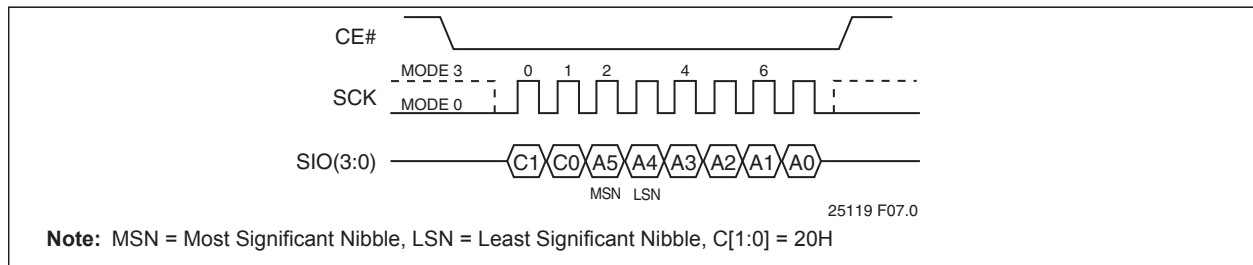 CE#
MODE 3 0 1 2 4 6
SCK
MODE 0
SIO(3:0) C1 C0 A5 A4 A3 A2 A1 A0
MSN LSN
25119 F07.0
Note: MSN = Most Significant Nibble, LSN = Least Significant Nibble, C[1:0] = 20H